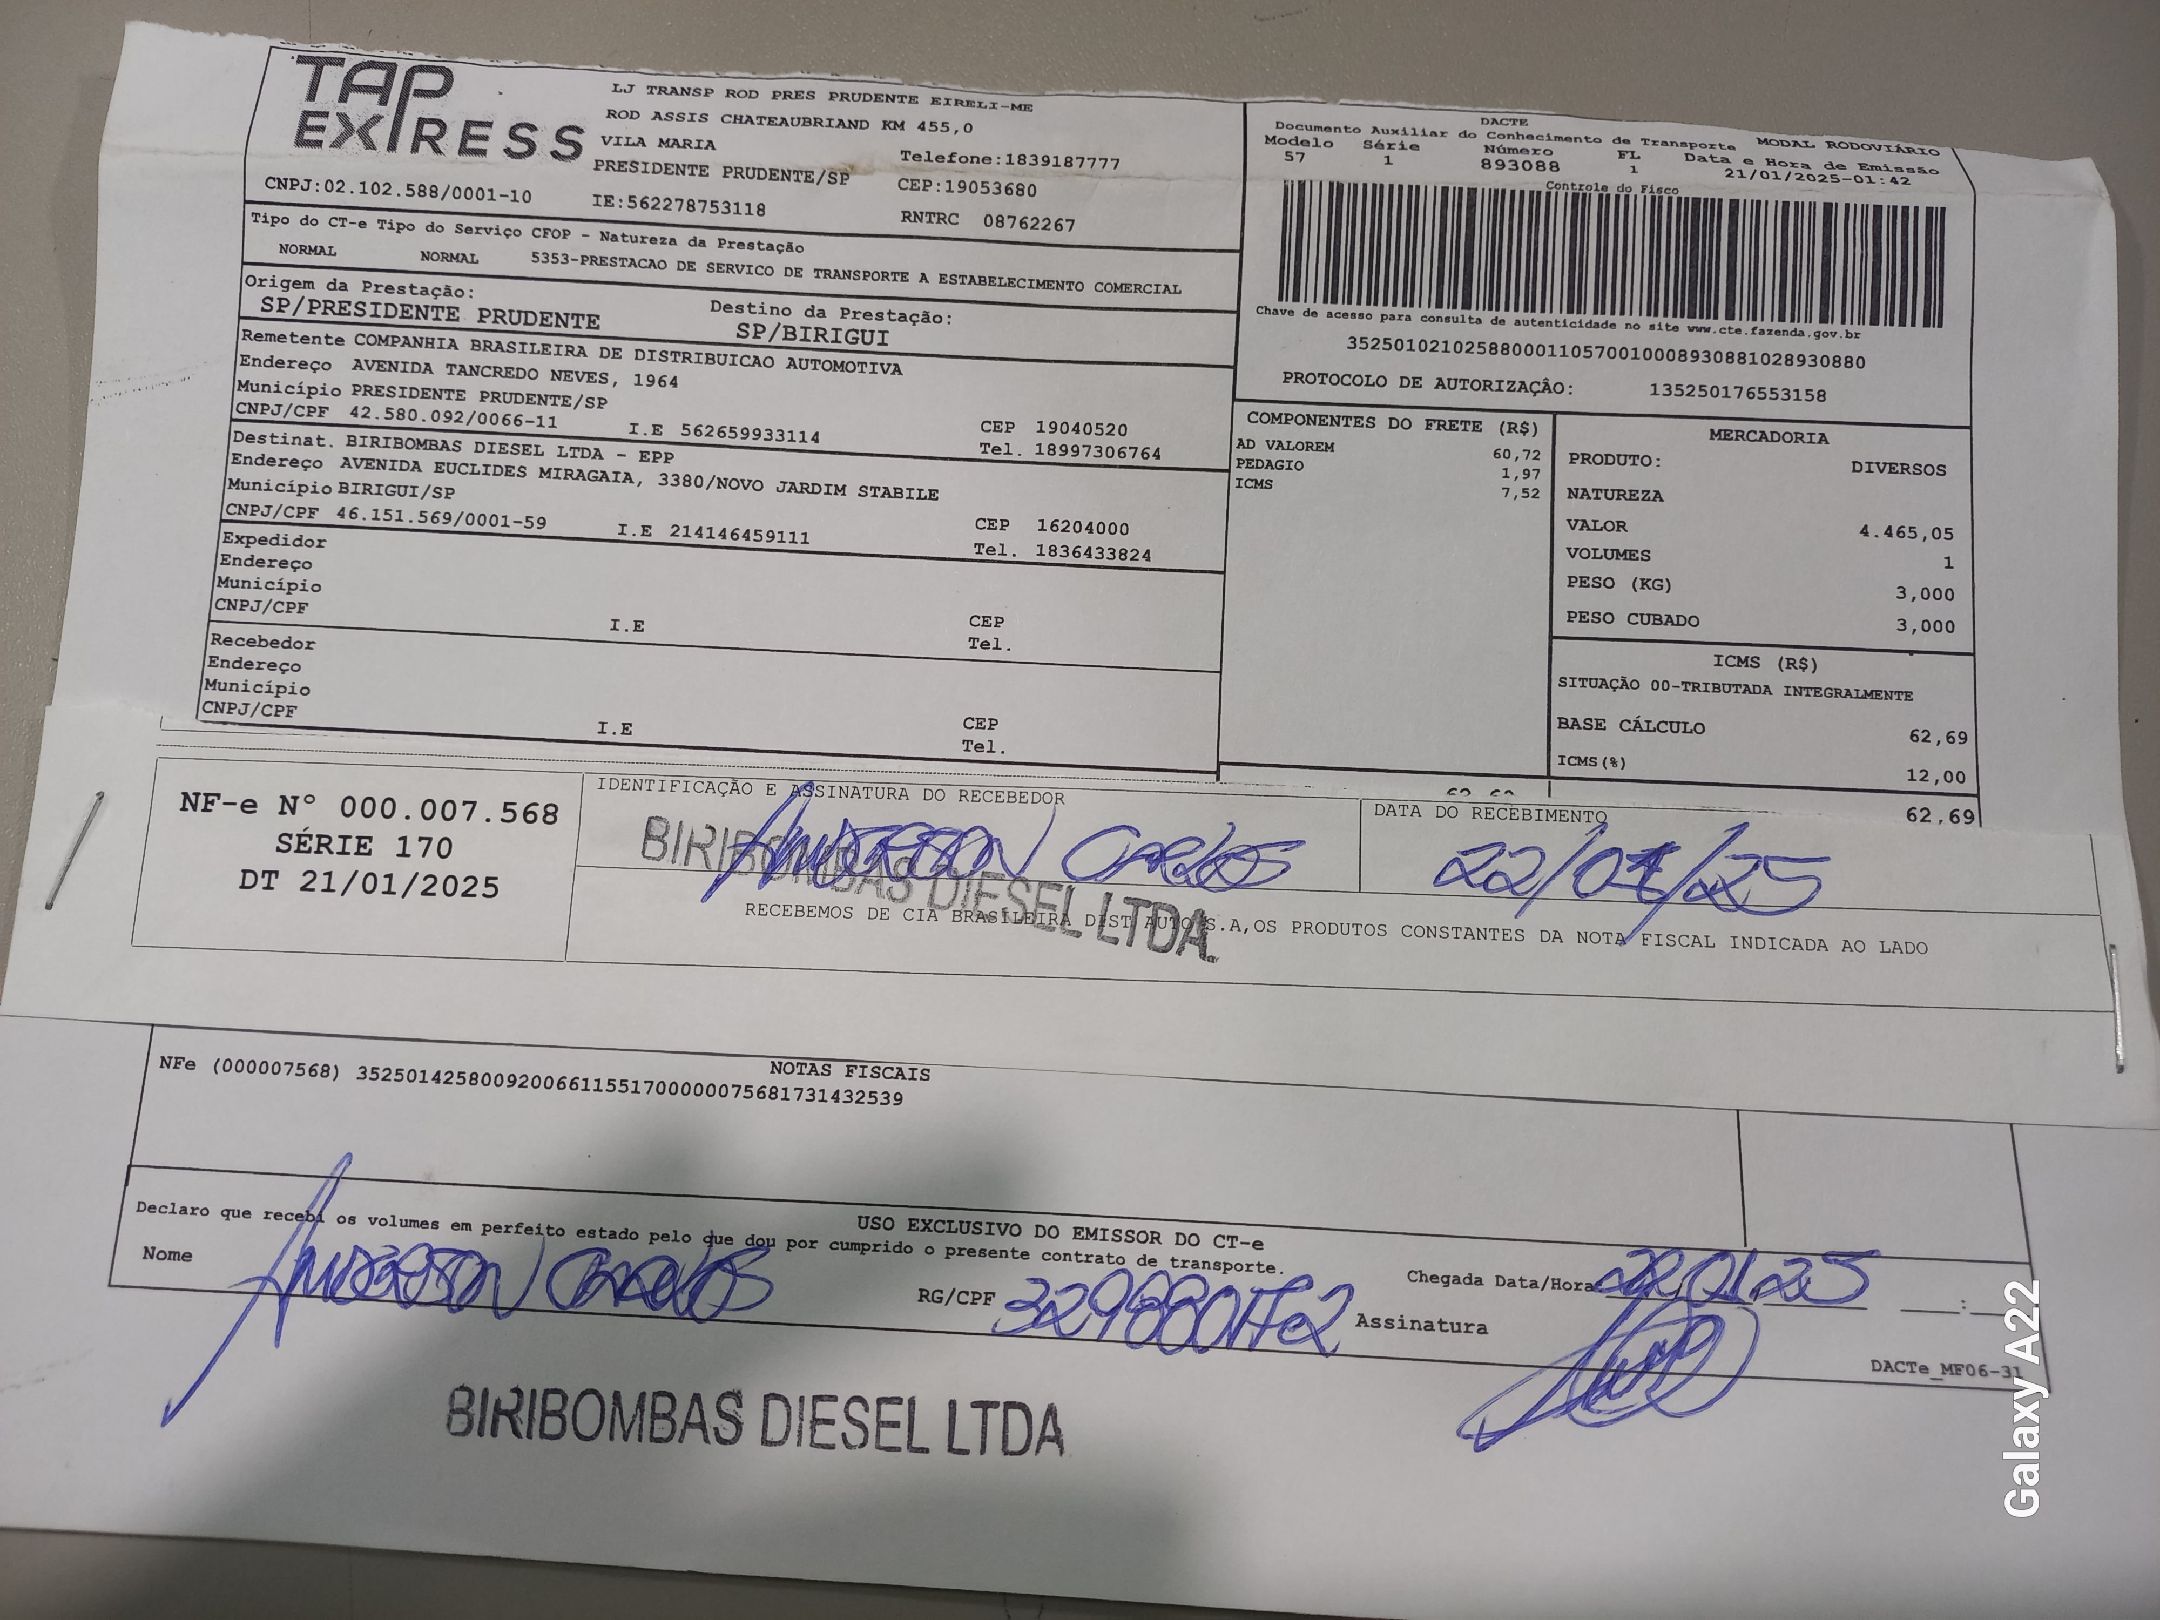 TAP
EXPRESS
LJ TRANSP ROD PRES PRUDENTE EIRELI-ME
ROD ASSIS CHATEAUBRIAND KM 455,0
VILA MARIA
Telefone:1839187777
PRESIDENTE PRUDENTE/SP CEP:19053680
CNPJ:02.102.588/0001-10 IE:562278753118 RNTRC 08762267
DACTE
Documento Auxiliar do Conhecimento de Transporte MODAL RODOVIÁRIO
Modelo Série Número FL Data e Hora de Emissão
57 1 893088 1 21/01/2025-01:42
Controle do Fisco
Chave de acesso para consulta de autenticidade no site www.cte.fazenda.gov.br
35250102102588000110570010008930881028930880
PROTOCOLO DE AUTORIZAÇÃO: 135250176553158
Tipo do CT-e Tipo do Serviço CFOP - Natureza da Prestação
NORMAL NORMAL 5353-PRESTACAO DE SERVICO DE TRANSPORTE A ESTABELECIMENTO COMERCIAL
Origem da Prestação: Destino da Prestação:
SP/PRESIDENTE PRUDENTE SP/BIRIGUI
Remetente COMPANHIA BRASILEIRA DE DISTRIBUICAO AUTOMOTIVA
Endereço AVENIDA TANCREDO NEVES, 1964
Município PRESIDENTE PRUDENTE/SP CEP 19040520
CNPJ/CPF 42.580.092/0066-11 I.E 562659933114 Tel. 18997306764
Destinat. BIRIBOMBAS DIESEL LTDA - EPP
Endereço AVENIDA EUCLIDES MIRAGAIA, 3380/NOVO JARDIM STABILE
Município BIRIGUI/SP CEP 16204000
CNPJ/CPF 46.151.569/0001-59 I.E 214146459111 Tel. 1836433824
Expedidor
Endereço
Município CEP
CNPJ/CPF I.E Tel.
Recebedor
Endereço
Município CEP
CNPJ/CPF I.E Tel.
COMPONENTES DO FRETE (R$)
AD VALOREM 60,72
PEDAGIO 1,97
ICMS 7,52
MERCADORIA
PRODUTO: DIVERSOS
NATUREZA
VALOR 4.465,05
VOLUMES 1
PESO (KG) 3,000
PESO CUBADO 3,000
ICMS (R$)
SITUAÇÃO 00-TRIBUTADA INTEGRALMENTE
BASE CÁLCULO 62,69
ICMS(%) 12,00
62,69
NF-e N° 000.007.568
SÉRIE 170
DT 21/01/2025
IDENTIFICAÇÃO E ASSINATURA DO RECEBEDOR
ANDERSON CARLOS
BIRIBOMBAS DIESEL LTDA
DATA DO RECEBIMENTO
22/01/25
RECEBEMOS DE CIA BRASILEIRA DIST AUTO S.A,OS PRODUTOS CONSTANTES DA NOTA FISCAL INDICADA AO LADO
NOTAS FISCAIS
NFe (000007568) 35250142580092006611551700000075681731432539
USO EXCLUSIVO DO EMISSOR DO CT-e
Declaro que recebi os volumes em perfeito estado pelo que dou por cumprido o presente contrato de transporte.
Nome ANDERSON CARLOS RG/CPF Assinatura
Chegada Data/Hora 22 01 25 :
DACTe_MF06-31
BIRIBOMBAS DIESEL LTDA
Galaxy A22